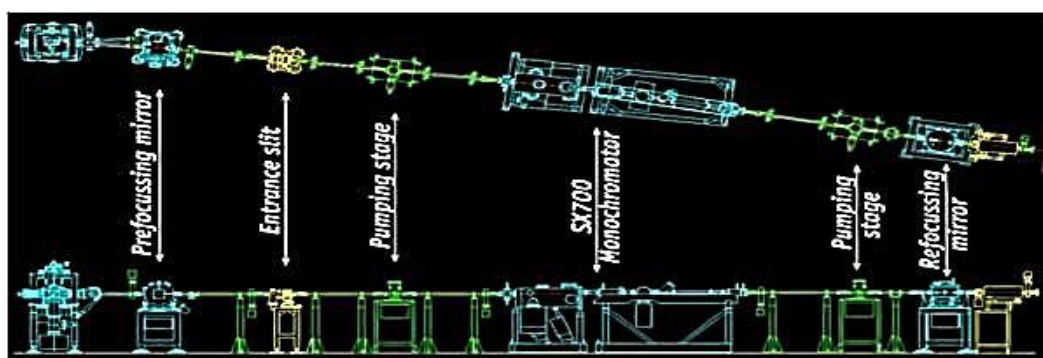 Prefocussing mirror
Entrance slit
Pumping stage
SX700
Monochromator
Pumping
stage
Refocussing
mirror